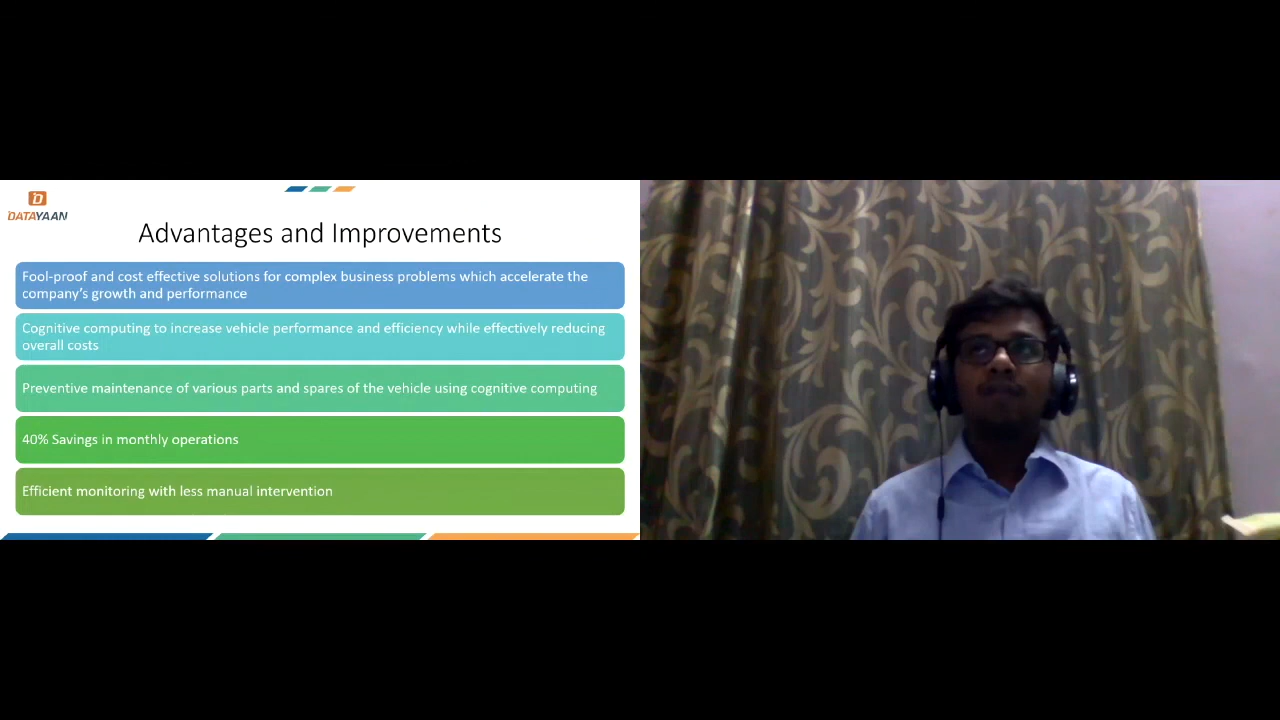 DATAYAAN
Advantages and Improvements
Fool-proof and cost effective solutions for complex business problems which accelerate the
company's growth and performance
Cognitive computing to increase vehicle performance and efficiency while effectively reducing
overall costs
Preventive maintenance of various parts and spares of the vehicle using cognitive computing
40% Savings in monthly operations
Efficient monitoring with less manual intervention